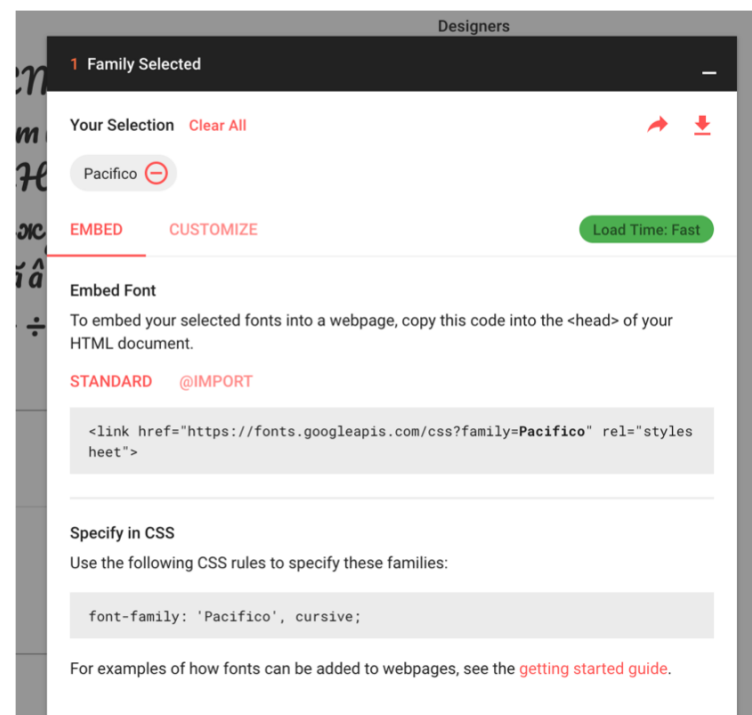 Designers
1 Family Selected
Your Selection Clear All
Pacifico
EMBED CUSTOMIZE Load Time: Fast
Embed Font
To embed your selected fonts into a webpage, copy this code into the <head> of your
HTML document.
STANDARD @IMPORT
<link href="https://fonts.googleapis.com/css?family=Pacifico" rel="styles
heet">
Specify in CSS
Use the following CSS rules to specify these families:
font-family: 'Pacifico', cursive;
For examples of how fonts can be added to webpages, see the getting started guide.